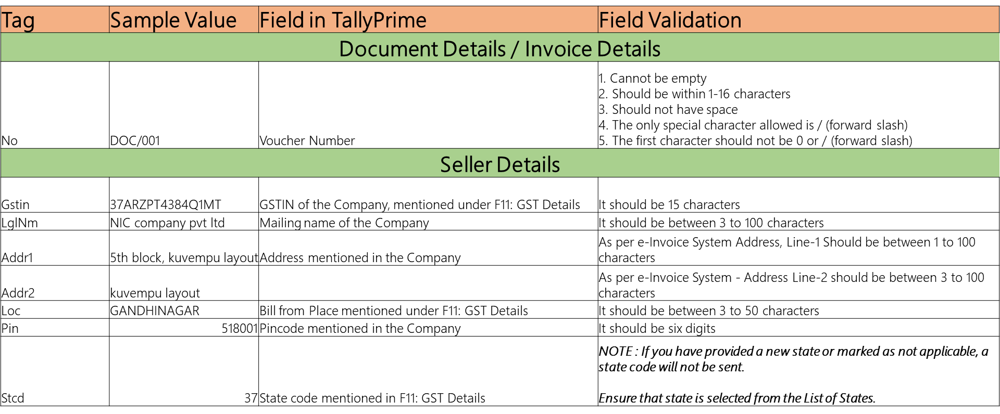 Tag Sample Value Field in TallyPrime Field Validation
Document Details / Invoice Details
1. Cannot be empty
2. Should be within 1-16 characters
3. Should not have space
4. The only special character allowed is / (forward slash)
No DOC/001 Voucher Number 5. The first character should not be 0 or / (forward slash)
Seller Details
Gstin 37ARZPT4384Q1MT GSTIN of the Company, mentioned under F11: GST Details It should be 15 characters
LglNm NIC company pvt ltd Mailing name of the Company It should be between 3 to 100 characters
As per e-Invoice System Address, Line-1 Should be between 1 to 100
Addr1 5th block, kuvempu layout Address mentioned in the Company characters
As per e-Invoice System - Address Line-2 should be between 3 to 100
Addr2 kuvempu layout characters
Loc GANDHINAGAR Bill from Place mentioned under F11: GST Details It should be between 3 to 50 characters
Pin 518001 Pincode mentioned in the Company It should be six digits
NOTE : If you have provided a new state or marked as not applicable, a
state code will not be sent.
Stcd 37 State code mentioned in F11: GST Details Ensure that state is selected from the List of States.